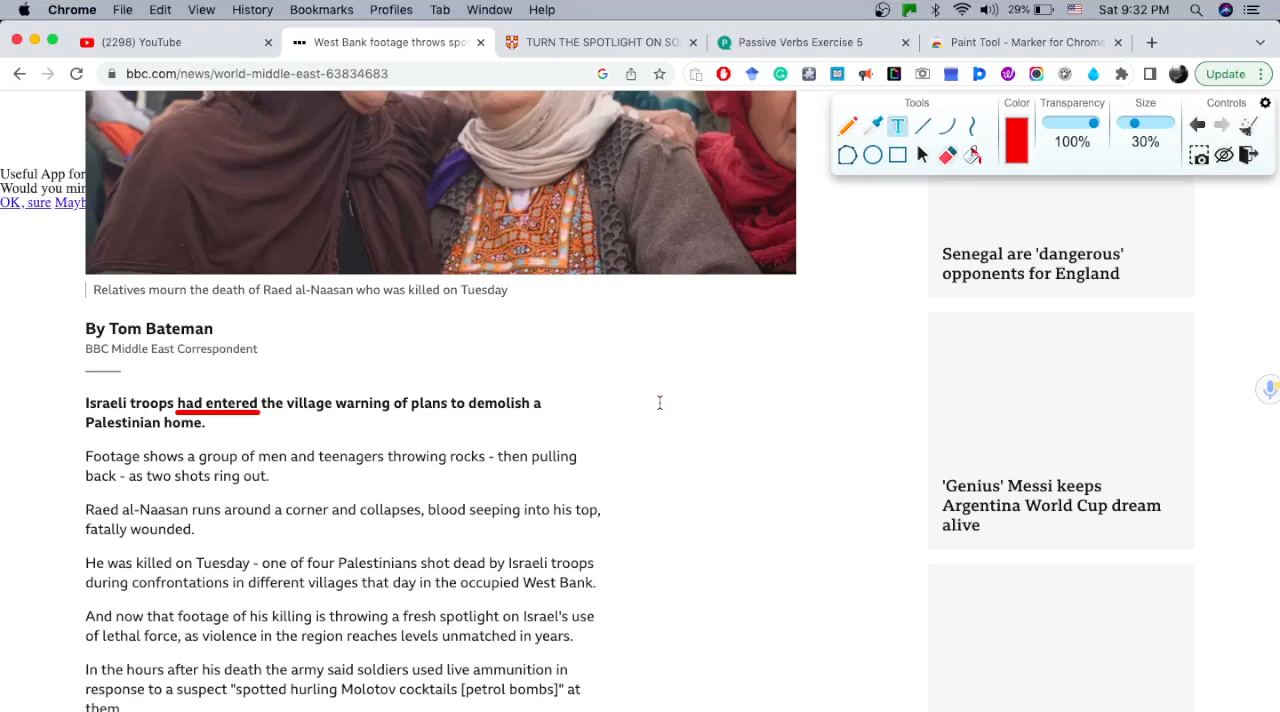 Chrome File Edit View History Bookmarks Profiles Tab Window Help 29% Sat 9:32 PM
(2298) YouTube West Bank footage throws spo TURN THE SPOTLIGHT ON SO Passive Verbs Exercise 5 Paint Tool - Marker for Chrome
bbc.com/news/world-middle-east-63834683 Update
Tools Color Transparency Size Controls
100% 30%
Useful App for
Would you min
OK, sure Mayb
Relatives mourn the death of Raed al-Naasan who was killed on Tuesday
By Tom Bateman
BBC Middle East Correspondent
Israeli troops had entered the village warning of plans to demolish a
Palestinian home.
Footage shows a group of men and teenagers throwing rocks - then pulling
back - as two shots ring out.
Raed al-Naasan runs around a corner and collapses, blood seeping into his top,
fatally wounded.
He was killed on Tuesday - one of four Palestinians shot dead by Israeli troops
during confrontations in different villages that day in the occupied West Bank.
And now that footage of his killing is throwing a fresh spotlight on Israel's use
of lethal force, as violence in the region reaches levels unmatched in years.
In the hours after his death the army said soldiers used live ammunition in
response to a suspect "spotted hurling Molotov cocktails [petrol bombs]" at
them.
Senegal are 'dangerous'
opponents for England
'Genius' Messi keeps
Argentina World Cup dream
alive